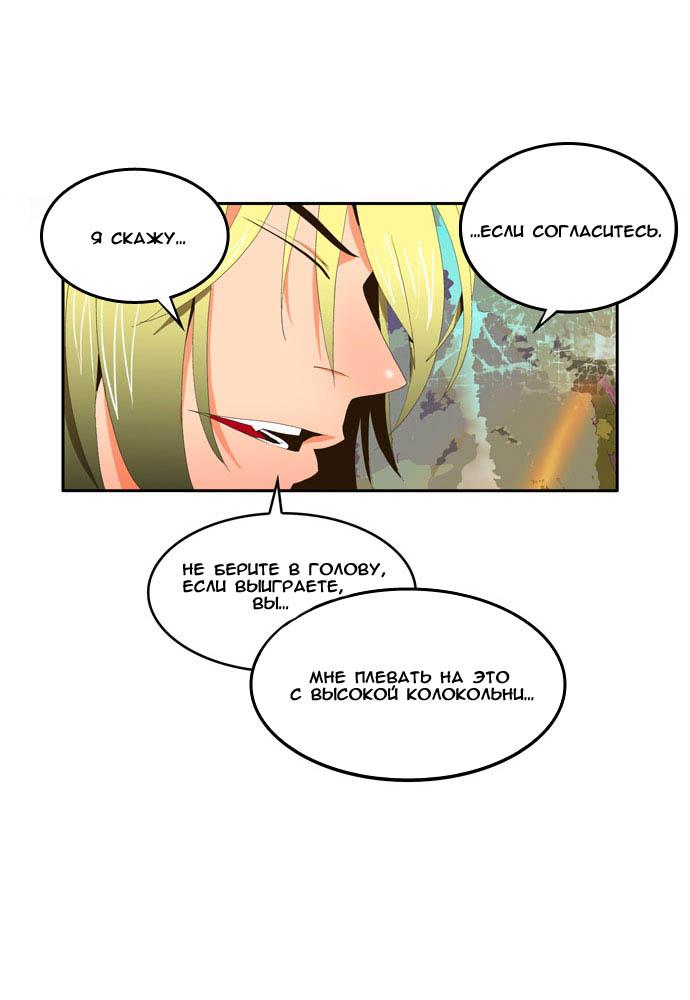 Я СКАЖУ...
...ЕСЛИ СОГЛАСИТЕСЬ.
НЕ БЕРИТЕ В ГОЛОВУ,
ЕСЛИ ВЫИГРАЕТЕ,
ВЫ...
МНЕ ПЛЕВАТЬ НА ЭТО
С ВЫСОКОЙ КОЛОКОЛЬНИ...